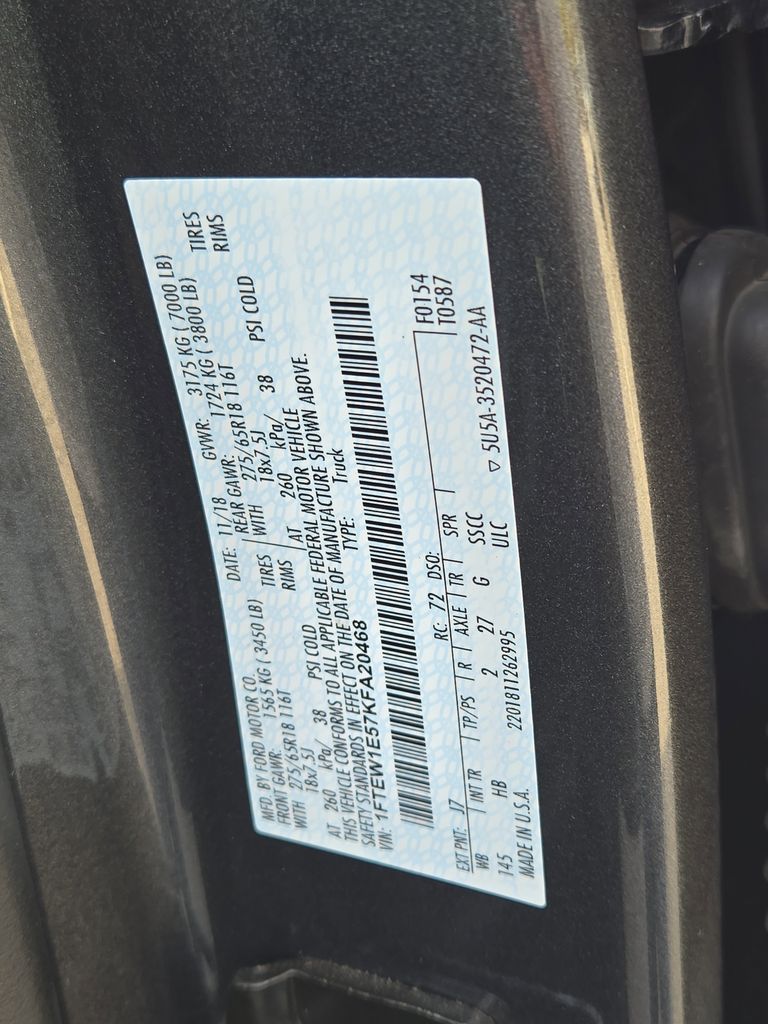 MFD. BY FORD MOTOR CO. DATE: 11/18 GVWR: 3175 KG ( 7000 LB)
FRONT GAWR: 1565 KG ( 3450 LB) REAR GAWR: 1724 KG ( 3800 LB)
WITH 275/65R18 116T TIRES WITH 275/65R18 116T TIRES
18x7.5J RIMS 18x7.5J RIMS
AT 260 kPa/ 38 PSI COLD AT 260 kPa/ 38 PSI COLD
THIS VEHICLE CONFORMS TO ALL APPLICABLE FEDERAL MOTOR VEHICLE
SAFETY STANDARDS IN EFFECT ON THE DATE OF MANUFACTURE SHOWN ABOVE.
VIN: 1FTEW1E57KFA20468 TYPE: Truck
F0154
EXT PNT: J7 RC: 72 DSO: T0587
WB INT TR TP/PS R AXLE TR SPR
145 HB 2 27 G SSCC
MADE IN U.S.A. 2201811262995 ULC ▽ 5U5A-3520472-AA